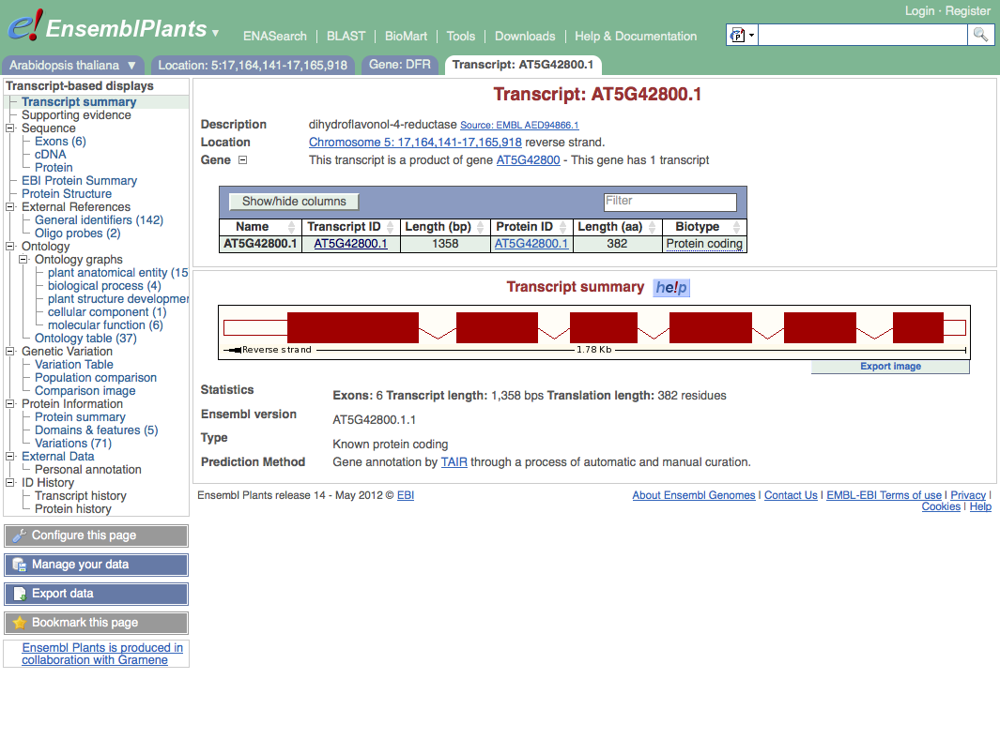 Login · Register
e! EnsemblPlants ▼
ENASearch | BLAST | BioMart | Tools | Downloads | Help & Documentation
Arabidopsis thaliana ▼
Location: 5:17,164,141-17,165,918
Gene: DFR
Transcript: AT5G42800.1
Transcript-based displays
Transcript summary
Supporting evidence
Sequence
Exons (6)
cDNA
Protein
EBI Protein Summary
Protein Structure
External References
General identifiers (142)
Oligo probes (2)
Ontology
Ontology graphs
plant anatomical entity (15
biological process (4)
plant structure developmer
cellular component (1)
molecular function (6)
Ontology table (37)
Genetic Variation
Variation Table
Population comparison
Comparison image
Protein Information
Protein summary
Domains & features (5)
Variations (71)
External Data
Personal annotation
ID History
Transcript history
Protein history
Configure this page
Manage your data
Export data
Bookmark this page
Ensembl Plants is produced in
collaboration with Gramene
Transcript: AT5G42800.1
Description dihydroflavonol-4-reductase Source: EMBL AED94866.1
Location Chromosome 5: 17,164,141-17,165,918 reverse strand.
Gene This transcript is a product of gene AT5G42800 - This gene has 1 transcript
Show/hide columns Filter
Name Transcript ID Length (bp) Protein ID Length (aa) Biotype
AT5G42800.1 AT5G42800.1 1358 AT5G42800.1 382 Protein coding
Transcript summary he!p
Reverse strand 1.78 Kb
Export image
Statistics Exons: 6 Transcript length: 1,358 bps Translation length: 382 residues
Ensembl version AT5G42800.1.1
Type Known protein coding
Prediction Method Gene annotation by TAIR through a process of automatic and manual curation.
Ensembl Plants release 14 - May 2012 © EBI
About Ensembl Genomes | Contact Us | EMBL-EBI Terms of use | Privacy |
Cookies | Help